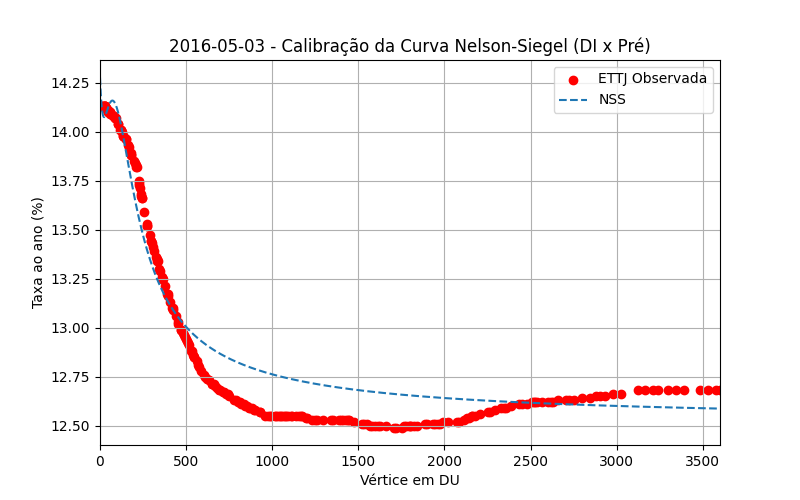 2016-05-03 - Calibração da Curva Nelson-Siegel (DI x Pré)
ETTJ Observada
NSS
Taxa ao ano (%)
14.25
14.00
13.75
13.50
13.25
13.00
12.75
12.50
0 500 1000 1500 2000 2500 3000 3500
Vértice em DU